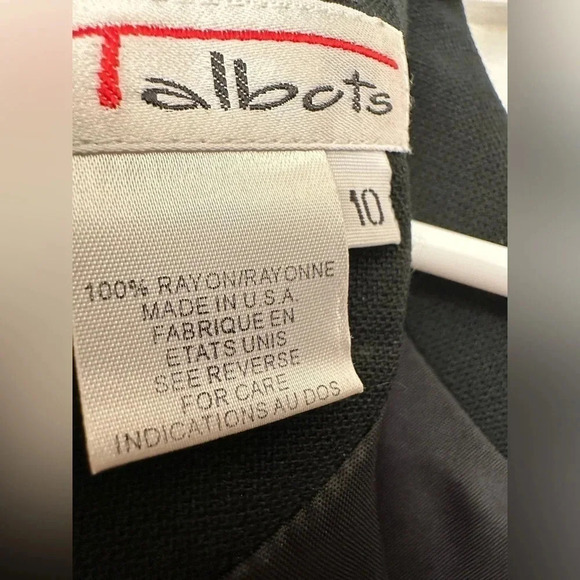 Talbots
10
100% RAYON/RAYONNE
MADE IN U.S.A.
FABRIQUE EN
ETATS UNIS
SEE REVERSE
FOR CARE
INDICATIONS AU DOS